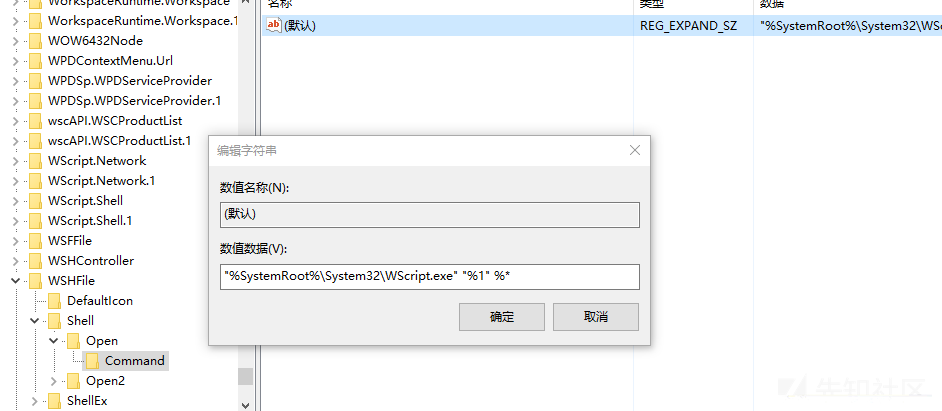 名称
类型
数据
ab (默认)
REG_EXPAND_SZ
"%SystemRoot%\System32\WSc
WorkspaceRuntime.Workspace
WorkspaceRuntime.Workspace.1
WOW6432Node
WPDContextMenu.Url
WPDSp.WPDServiceProvider
WPDSp.WPDServiceProvider.1
wscAPI.WSCProductList
wscAPI.WSCProductList.1
WScript.Network
WScript.Network.1
WScript.Shell
WScript.Shell.1
WSFFile
WSHController
WSHFile
DefaultIcon
Shell
Open
Command
Open2
ShellEx
编辑字符串
数值名称(N):
(默认)
数值数据(V):
"%SystemRoot%\System32\WScript.exe" "%1" %*
确定
取消
先知社区